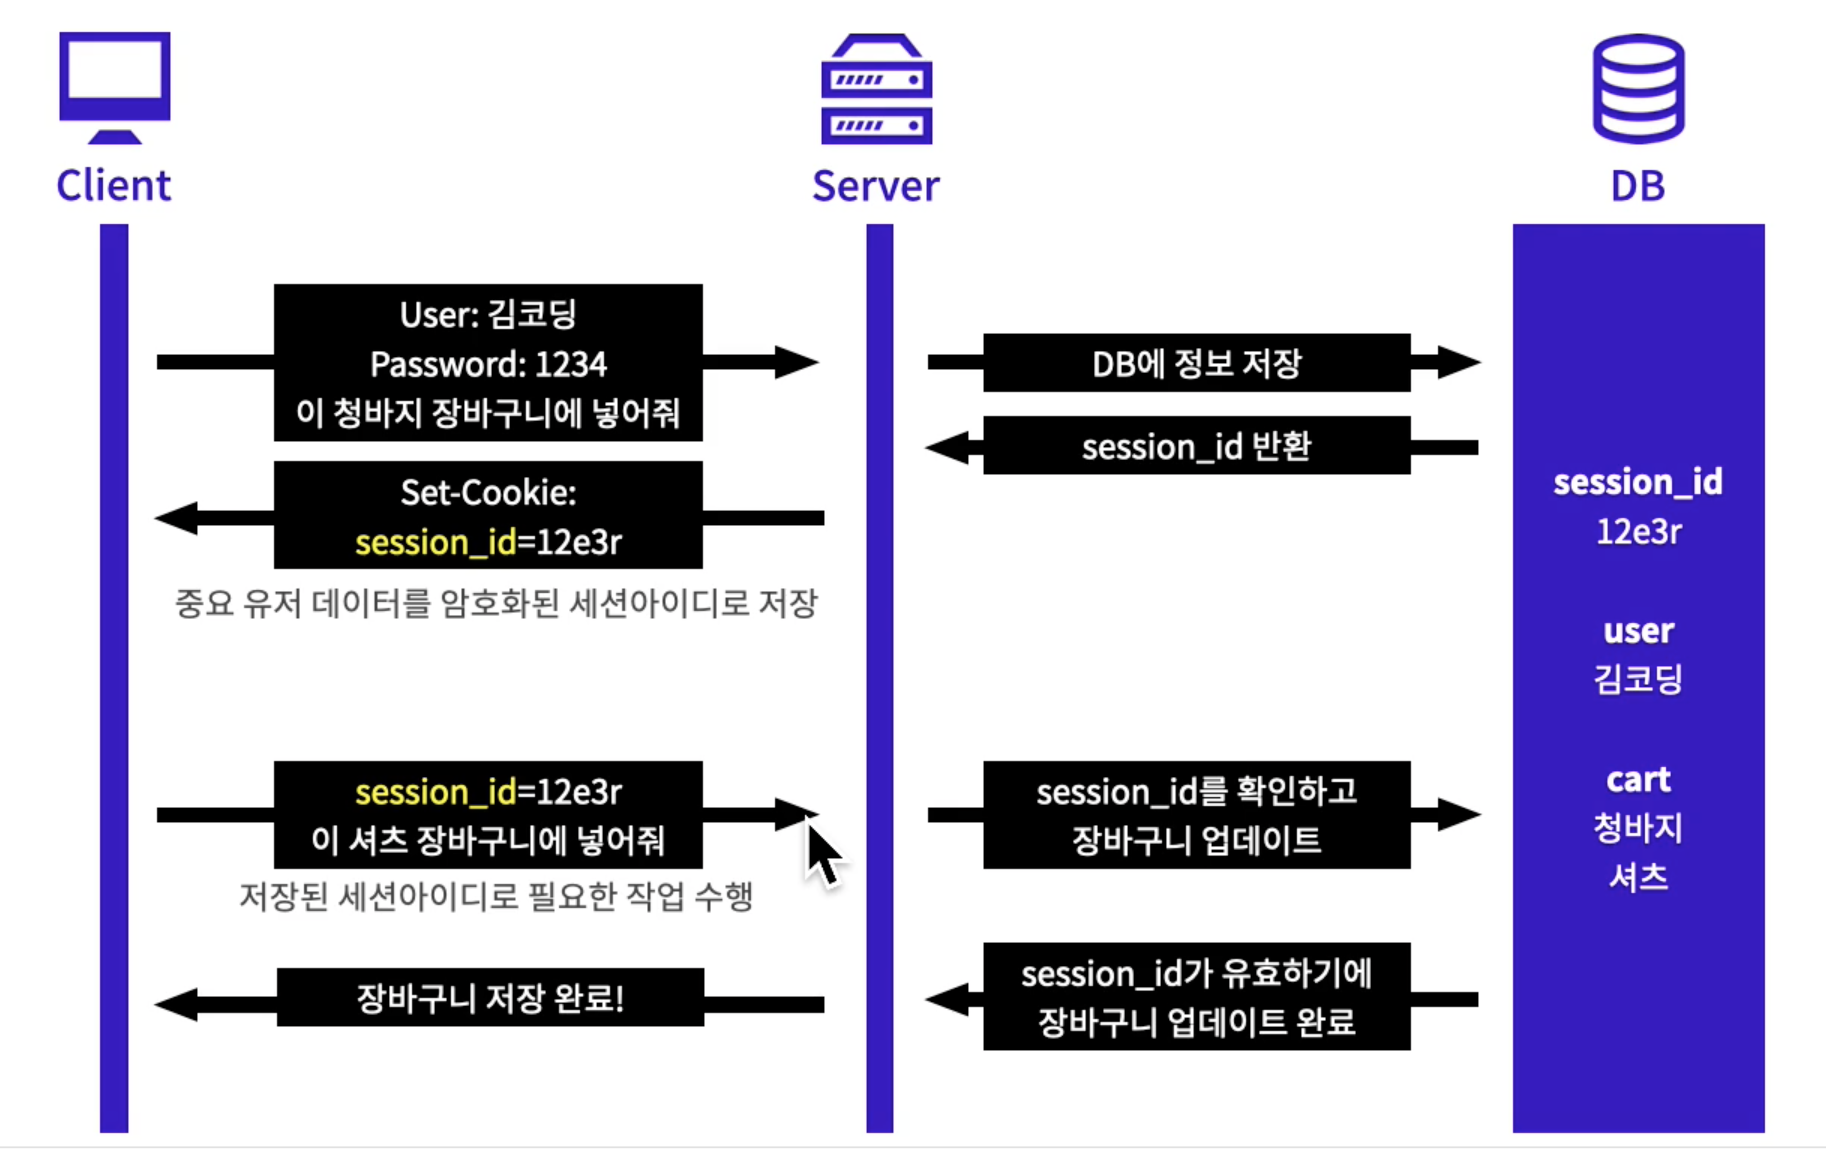 Client
Server
DB
User: 김코딩
Password: 1234
이 청바지 장바구니에 넣어줘
DB에 정보 저장
session_id 반환
Set-Cookie:
session_id=12e3r
중요 유저 데이터를 암호화된 세션아이디로 저장
session_id=12e3r
이 셔츠 장바구니에 넣어줘
저장된 세션아이디로 필요한 작업 수행
session_id를 확인하고
장바구니 업데이트
session_id가 유효하기에
장바구니 업데이트 완료
장바구니 저장 완료!
session_id
12e3r
user
김코딩
cart
청바지
셔츠